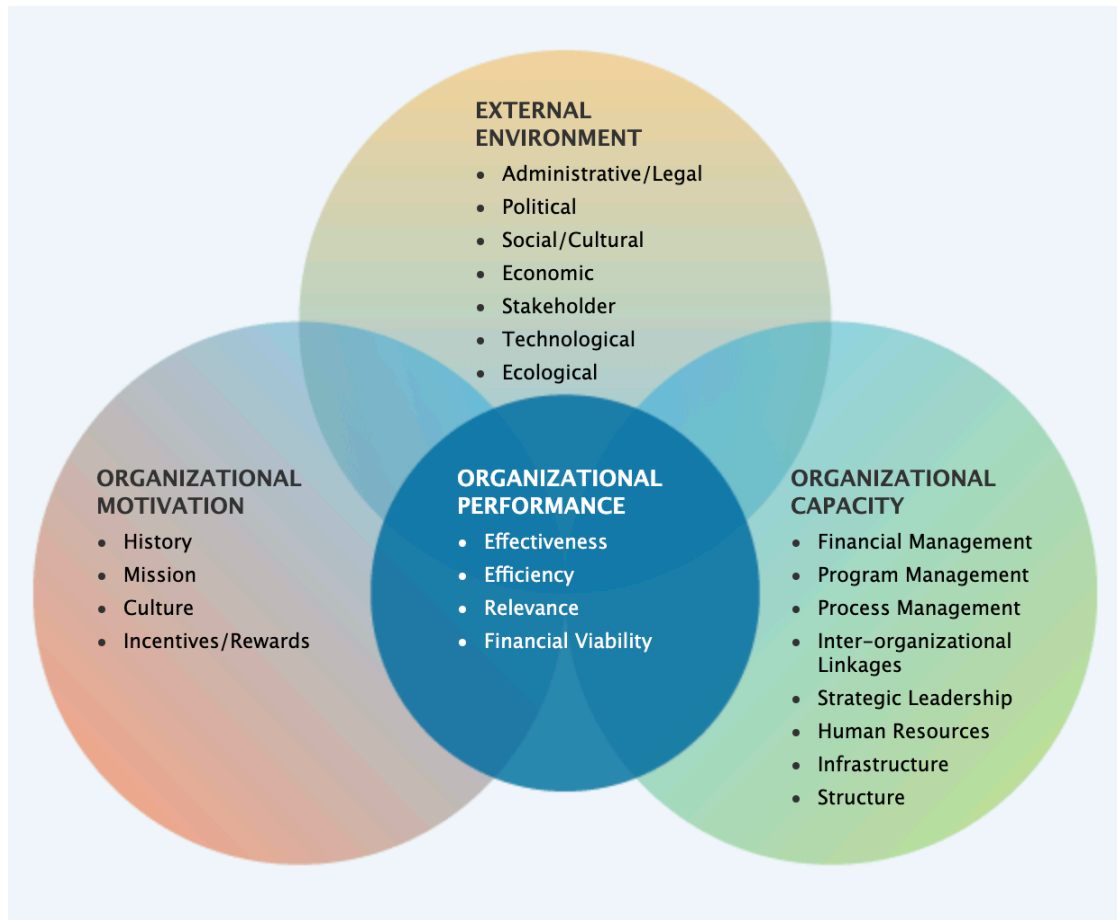 EXTERNAL
ENVIRONMENT
• Administrative/Legal
• Political
• Social/Cultural
• Economic
• Stakeholder
• Technological
• Ecological
ORGANIZATIONAL
MOTIVATION
• History
• Mission
• Culture
• Incentives/Rewards
ORGANIZATIONAL
PERFORMANCE
• Effectiveness
• Efficiency
• Relevance
• Financial Viability
ORGANIZATIONAL
CAPACITY
• Financial Management
• Program Management
• Process Management
• Inter-organizational
Linkages
• Strategic Leadership
• Human Resources
• Infrastructure
• Structure